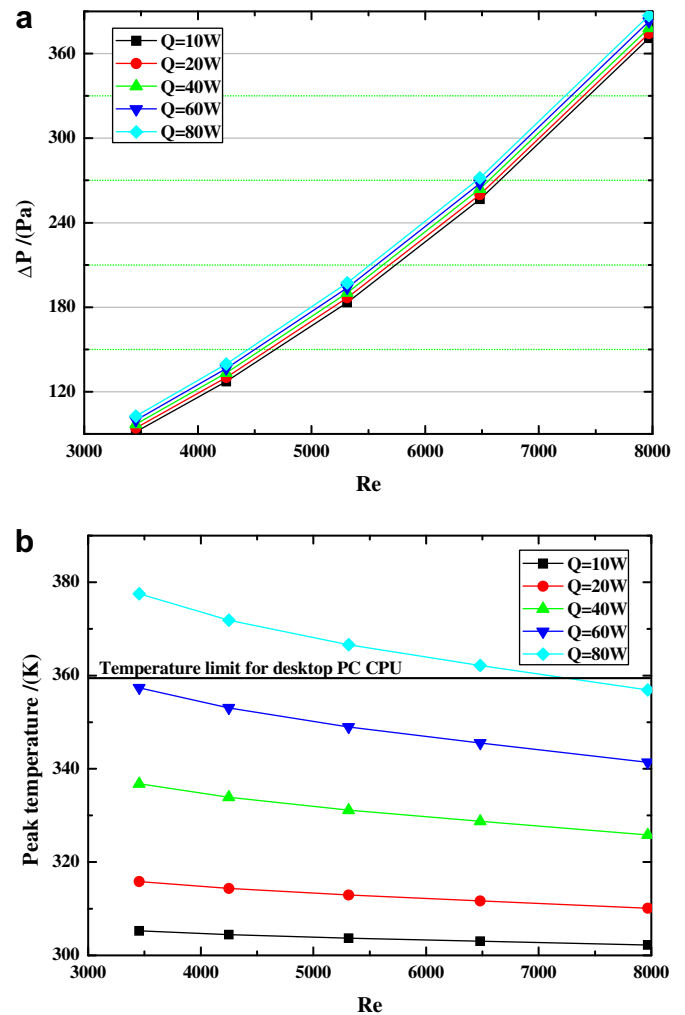 a
Q=10W
Q=20W
Q=40W
Q=60W
Q=80W
360
300
240
180
120
ΔP /(Pa)
3000 4000 5000 6000 7000 8000
Re
b
Q=10W
Q=20W
Q=40W
Q=60W
Q=80W
380
360
340
320
300
Temperature limit for desktop PC CPU
Peak temperature /(K)
3000 4000 5000 6000 7000 8000
Re